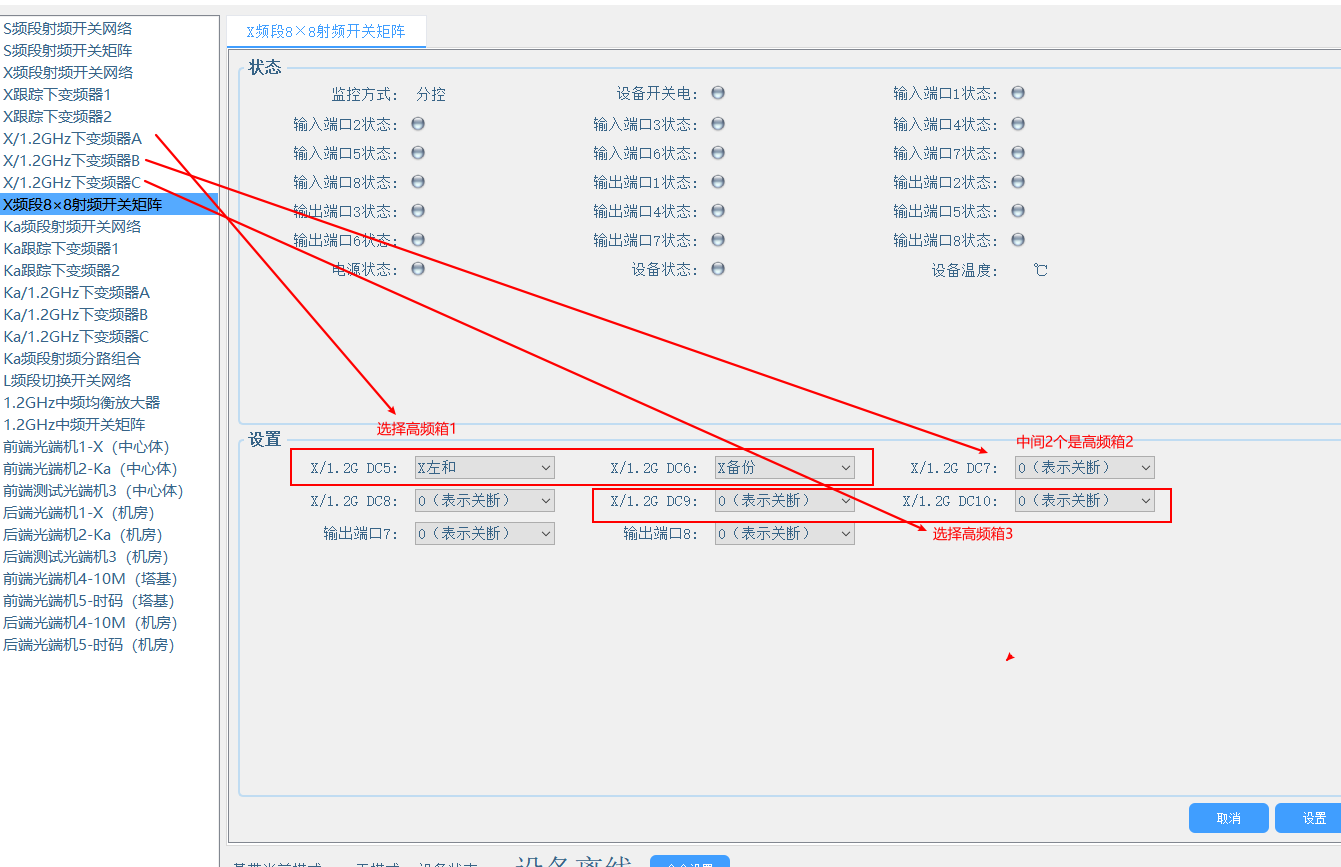 S频段射频开关网络
S频段射频开关矩阵
X频段射频开关网络
X跟踪下变频器1
X跟踪下变频器2
X/1.2GHz下变频器A
X/1.2GHz下变频器B
X/1.2GHz下变频器C
X频段8×8射频开关矩阵
Ka频段射频开关网络
Ka跟踪下变频器1
Ka跟踪下变频器2
Ka/1.2GHz下变频器A
Ka/1.2GHz下变频器B
Ka/1.2GHz下变频器C
Ka频段射频分路组合
L频段切换开关网络
1.2GHz中频均衡放大器
1.2GHz中频开关矩阵
前端光端机1-X（中心体）
前端光端机2-Ka（中心体）
前端测试光端机3（中心体）
后端光端机1-X（机房）
后端光端机2-Ka（机房）
后端测试光端机3（机房）
前端光端机4-10M（塔基）
前端光端机5-时码（塔基）
后端光端机4-10M（机房）
后端光端机5-时码（机房）
X频段8×8射频开关矩阵
状态
监控方式： 分控 设备开关电： 输入端口1状态：
输入端口2状态： 输入端口3状态： 输入端口4状态：
输入端口5状态： 输入端口6状态： 输入端口7状态：
输入端口8状态： 输出端口1状态： 输出端口2状态：
输出端口3状态： 输出端口4状态： 输出端口5状态：
输出端口6状态： 输出端口7状态： 输出端口8状态：
电源状态： 设备状态： 设备温度： ℃
选择高频箱1
设置
中间2个是高频箱2
X/1.2G DC5： X左和 X/1.2G DC6： X备份 X/1.2G DC7： 0（表示关断）
X/1.2G DC8： 0（表示关断） X/1.2G DC9： 0（表示关断） X/1.2G DC10： 0（表示关断）
输出端口7： 0（表示关断） 输出端口8： 0（表示关断）
选择高频箱3
取消 设置
设备离线